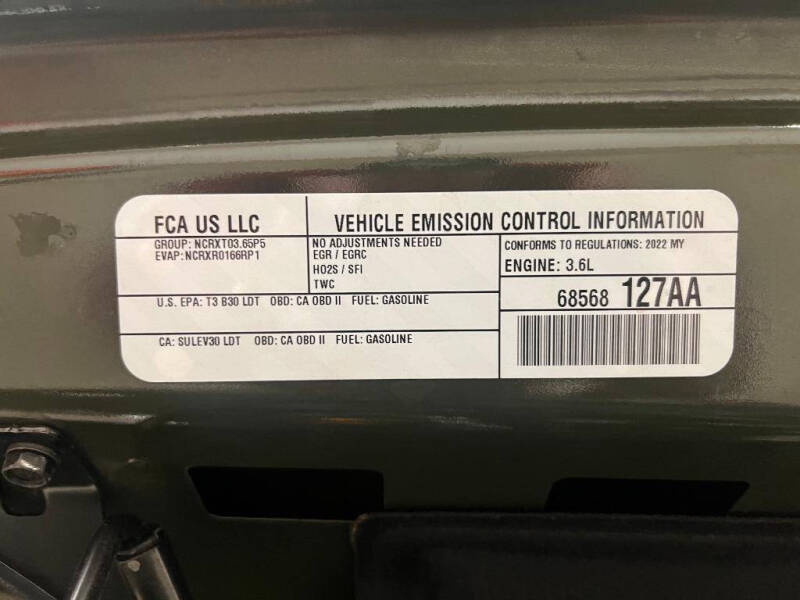 FCA US LLC
VEHICLE EMISSION CONTROL INFORMATION
GROUP: NCRXT03.65P5
EVAP: NCRXR0166RP1
NO ADJUSTMENTS NEEDED
EGR / EGRC
HO2S / SFI
TWC
CONFORMS TO REGULATIONS: 2022 MY
ENGINE: 3.6L
U.S. EPA: T3 B30 LDT OBD: CA OBD II FUEL: GASOLINE
68568 127AA
CA: SULEV30 LDT OBD: CA OBD II FUEL: GASOLINE